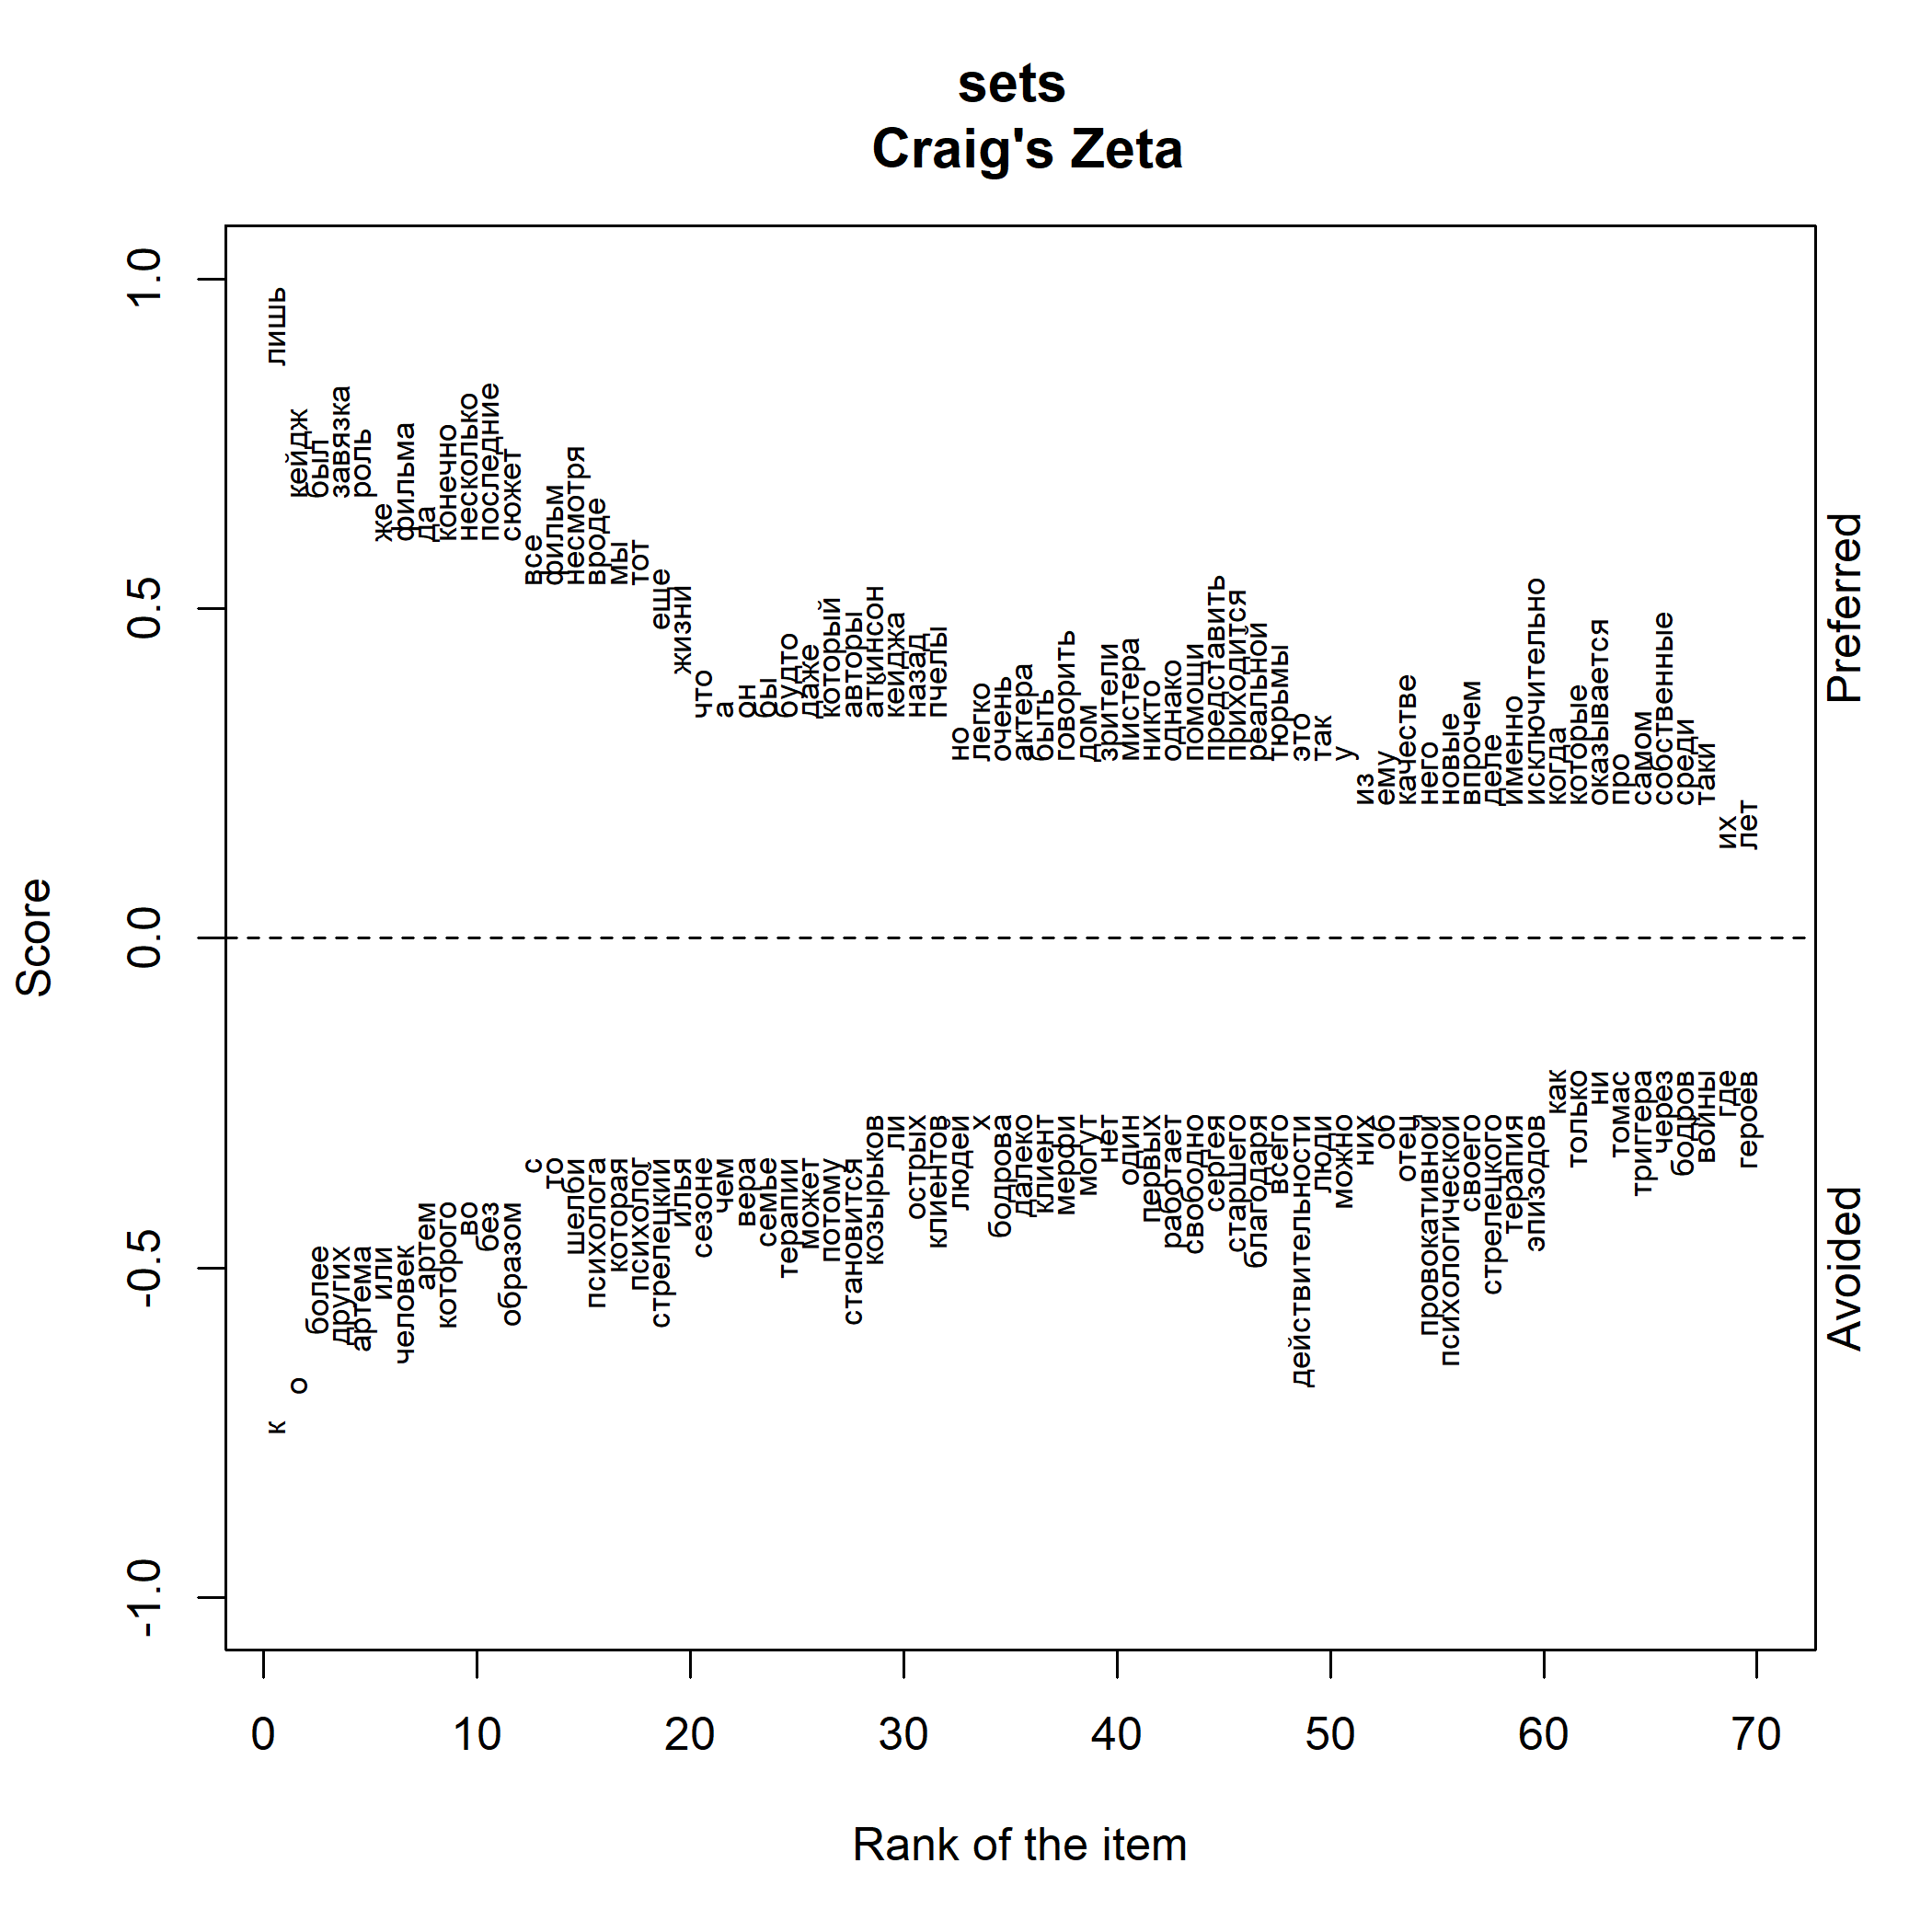 sets
Craig's Zeta
Score
1.0
0.5
0.0
-0.5
-1.0
Preferred
Avoided
лишь
кейдж
был
завязка
роль
же
фильма
да
конечно
несколько
последние
сюжет
все
фильм
несмотря
вроде
мы
тот
еще
жизни
что
а
он
бы
будто
даже
который
авторы
аткинсон
кейджа
назад
пчелы
но
легко
очень
актера
быть
говорить
дом
зрители
мистера
никто
однако
помощи
представить
приходится
реальной
тюрьмы
это
так
у
из
ему
качестве
него
новые
впрочем
деле
именно
исключительно
когда
которые
оказывается
про
самом
собственные
среди
таки
их
лет
к
о
более
других
артема
или
человек
артем
которого
во
без
образом
с
то
шелби
психолога
которая
психолог
стрелецкий
илья
сезоне
чем
вера
семье
терапии
может
потому
становится
козырьков
ли
острых
клиентов
людей
х
бодрова
далеко
клиент
мерфи
могут
нет
один
первых
работает
свободно
сергея
старшего
благодаря
всего
действительности
люди
можно
них
об
отец
провокативной
психологической
своего
стрелецкого
терапия
эпизодов
как
только
ни
томас
триггера
через
бодров
войны
где
героев
0
10
20
30
40
50
60
70
Rank of the item